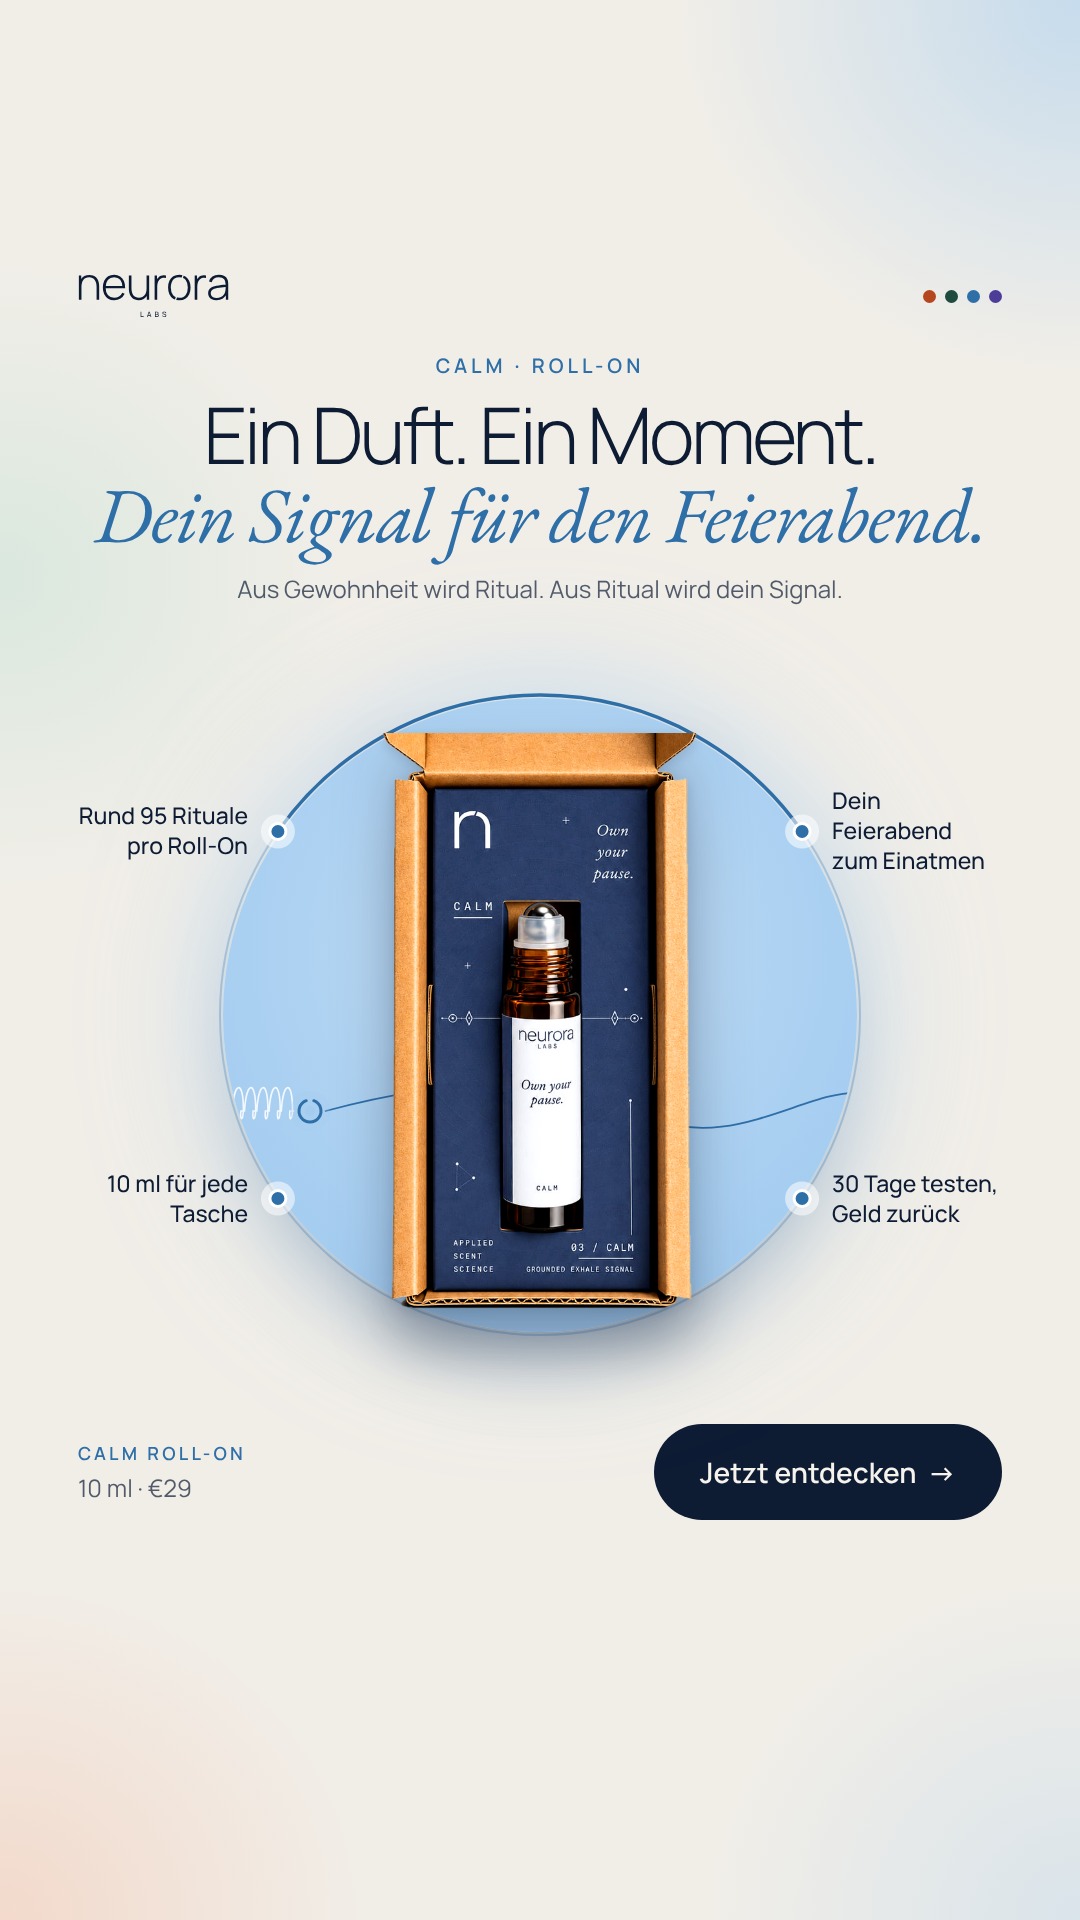 neurora
LABS
CALM · ROLL-ON
Ein Duft. Ein Moment.
Dein Signal für den Feierabend.
Aus Gewohnheit wird Ritual. Aus Ritual wird dein Signal.
Rund 95 Rituale
pro Roll-On
Dein
Feierabend
zum Einatmen
n
Own
your
pause.
CALM
neurora
LABS
Own your
pause.
CALM
10 ml für jede
Tasche
30 Tage testen,
Geld zurück
APPLIED
SCENT
SCIENCE
03 / CALM
GROUNDED EXHALE SIGNAL
CALM ROLL-ON
10 ml · €29
Jetzt entdecken →